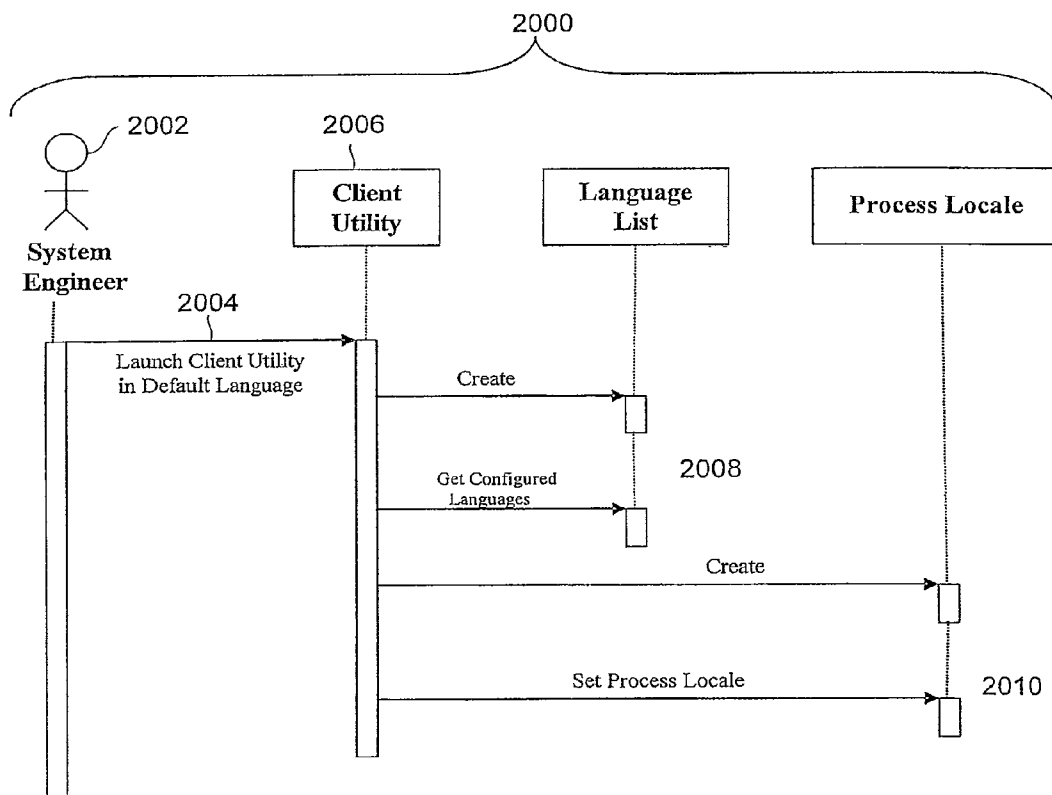 2000
2002
2006
Client
Utility
Language
List
Process Locale
System
Engineer
2004
Launch Client Utility
in Default Language
Create
2008
Get Configured
Languages
Create
Set Process Locale
2010